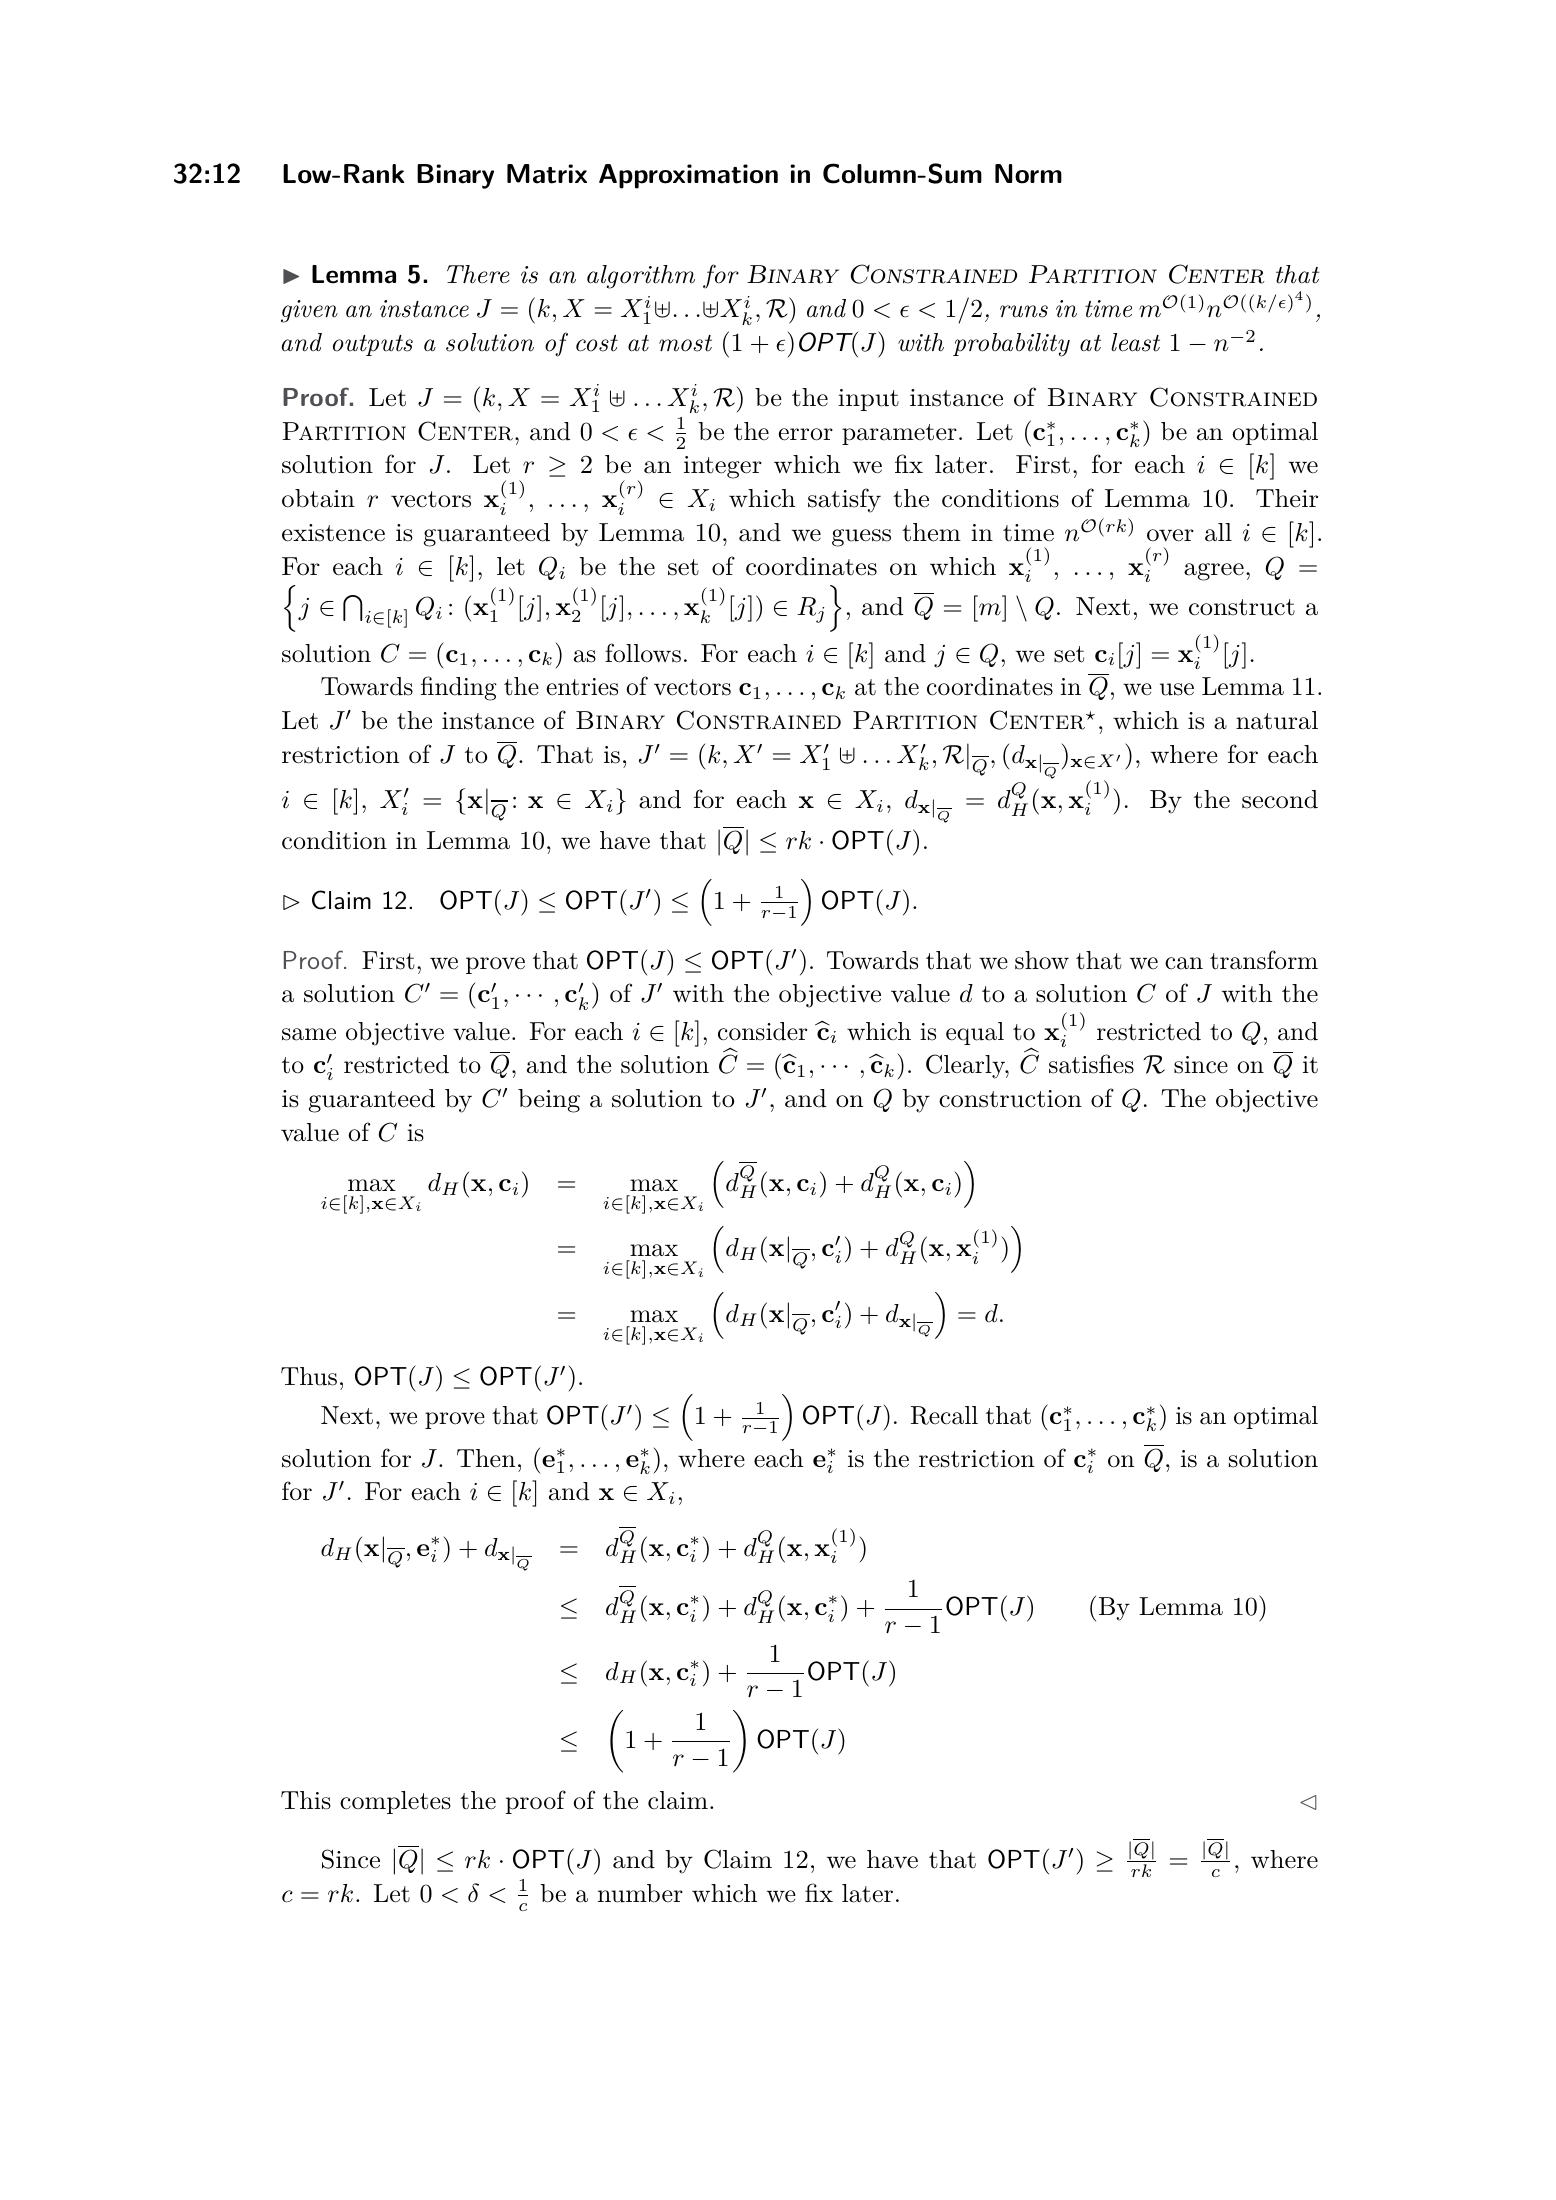 32:12 Low-Rank Binary Matrix Approximation in Column-Sum Norm
▶ Lemma 5. There is an algorithm for BINARY CONSTRAINED PARTITION CENTER that
given an instance J = (k, X = X_1^i ⊎ . . . ⊎ X_k^i, R) and 0 < ϵ < 1/2, runs in time m^{O(1)} n^{O((k/ϵ)^4)},
and outputs a solution of cost at most (1 + ϵ)OPT(J) with probability at least 1 − n^{−2}.
Proof. Let J = (k, X = X_1^i ⊎ . . . X_k^i, R) be the input instance of BINARY CONSTRAINED
PARTITION CENTER, and 0 < ϵ < 1/2 be the error parameter. Let (c_1^*, . . . , c_k^*) be an optimal
solution for J. Let r ≥ 2 be an integer which we fix later. First, for each i ∈ [k] we
obtain r vectors x_i^{(1)}, . . . , x_i^{(r)} ∈ X_i which satisfy the conditions of Lemma 10. Their
existence is guaranteed by Lemma 10, and we guess them in time n^{O(rk)} over all i ∈ [k].
For each i ∈ [k], let Q_i be the set of coordinates on which x_i^{(1)}, . . . , x_i^{(r)} agree, Q =
{j ∈ ⋂_{i∈[k]} Q_i : (x_1^{(1)}[j], x_2^{(1)}[j], . . . , x_k^{(1)}[j]) ∈ R_j}, and \overline{Q} = [m] \ Q. Next, we construct a
solution C = (c_1, . . . , c_k) as follows. For each i ∈ [k] and j ∈ Q, we set c_i[j] = x_i^{(1)}[j].
Towards finding the entries of vectors c_1, . . . , c_k at the coordinates in \overline{Q}, we use Lemma 11.
Let J′ be the instance of BINARY CONSTRAINED PARTITION CENTER⋆, which is a natural
restriction of J to \overline{Q}. That is, J′ = (k, X′ = X′_1 ⊎ . . . X′_k, R|_{\overline{Q}}, (d_{x|_{\overline{Q}}})_{x∈X′}), where for each
i ∈ [k], X′_i = {x|_{\overline{Q}} : x ∈ X_i} and for each x ∈ X_i, d_{x|_{\overline{Q}}} = d_H^Q(x, x_i^{(1)}). By the second
condition in Lemma 10, we have that |\overline{Q}| ≤ rk · OPT(J).
▷ Claim 12. OPT(J) ≤ OPT(J′) ≤ (1 + \frac{1}{r−1}) OPT(J).
Proof. First, we prove that OPT(J) ≤ OPT(J′). Towards that we show that we can transform
a solution C′ = (c′_1, · · · , c′_k) of J′ with the objective value d to a solution C of J with the
same objective value. For each i ∈ [k], consider \hat{c}_i which is equal to x_i^{(1)} restricted to Q, and
to c′_i restricted to \overline{Q}, and the solution \hat{C} = (\hat{c}_1, · · · , \hat{c}_k). Clearly, \hat{C} satisfies R since on \overline{Q} it
is guaranteed by C′ being a solution to J′, and on Q by construction of Q. The objective
value of C is
max_{i∈[k],x∈X_i} d_H(x, c_i) = max_{i∈[k],x∈X_i} (d_H^{\overline{Q}}(x, c_i) + d_H^Q(x, c_i))
= max_{i∈[k],x∈X_i} (d_H(x|_{\overline{Q}}, c′_i) + d_H^Q(x, x_i^{(1)}))
= max_{i∈[k],x∈X_i} (d_H(x|_{\overline{Q}}, c′_i) + d_{x|_{\overline{Q}}}) = d.
Thus, OPT(J) ≤ OPT(J′).
Next, we prove that OPT(J′) ≤ (1 + \frac{1}{r−1}) OPT(J). Recall that (c_1^*, . . . , c_k^*) is an optimal
solution for J. Then, (e_1^*, . . . , e_k^*), where each e_i^* is the restriction of c_i^* on \overline{Q}, is a solution
for J′. For each i ∈ [k] and x ∈ X_i,
d_H(x|_{\overline{Q}}, e_i^*) + d_{x|_{\overline{Q}}} = d_H^{\overline{Q}}(x, c_i^*) + d_H^Q(x, x_i^{(1)})
≤ d_H^{\overline{Q}}(x, c_i^*) + d_H^Q(x, c_i^*) + \frac{1}{r − 1}OPT(J) (By Lemma 10)
≤ d_H(x, c_i^*) + \frac{1}{r − 1}OPT(J)
≤ (1 + \frac{1}{r − 1}) OPT(J)
This completes the proof of the claim. ◁
Since |\overline{Q}| ≤ rk · OPT(J) and by Claim 12, we have that OPT(J′) ≥ \frac{|\overline{Q}|}{rk} = \frac{|\overline{Q}|}{c}, where
c = rk. Let 0 < δ < \frac{1}{c} be a number which we fix later.